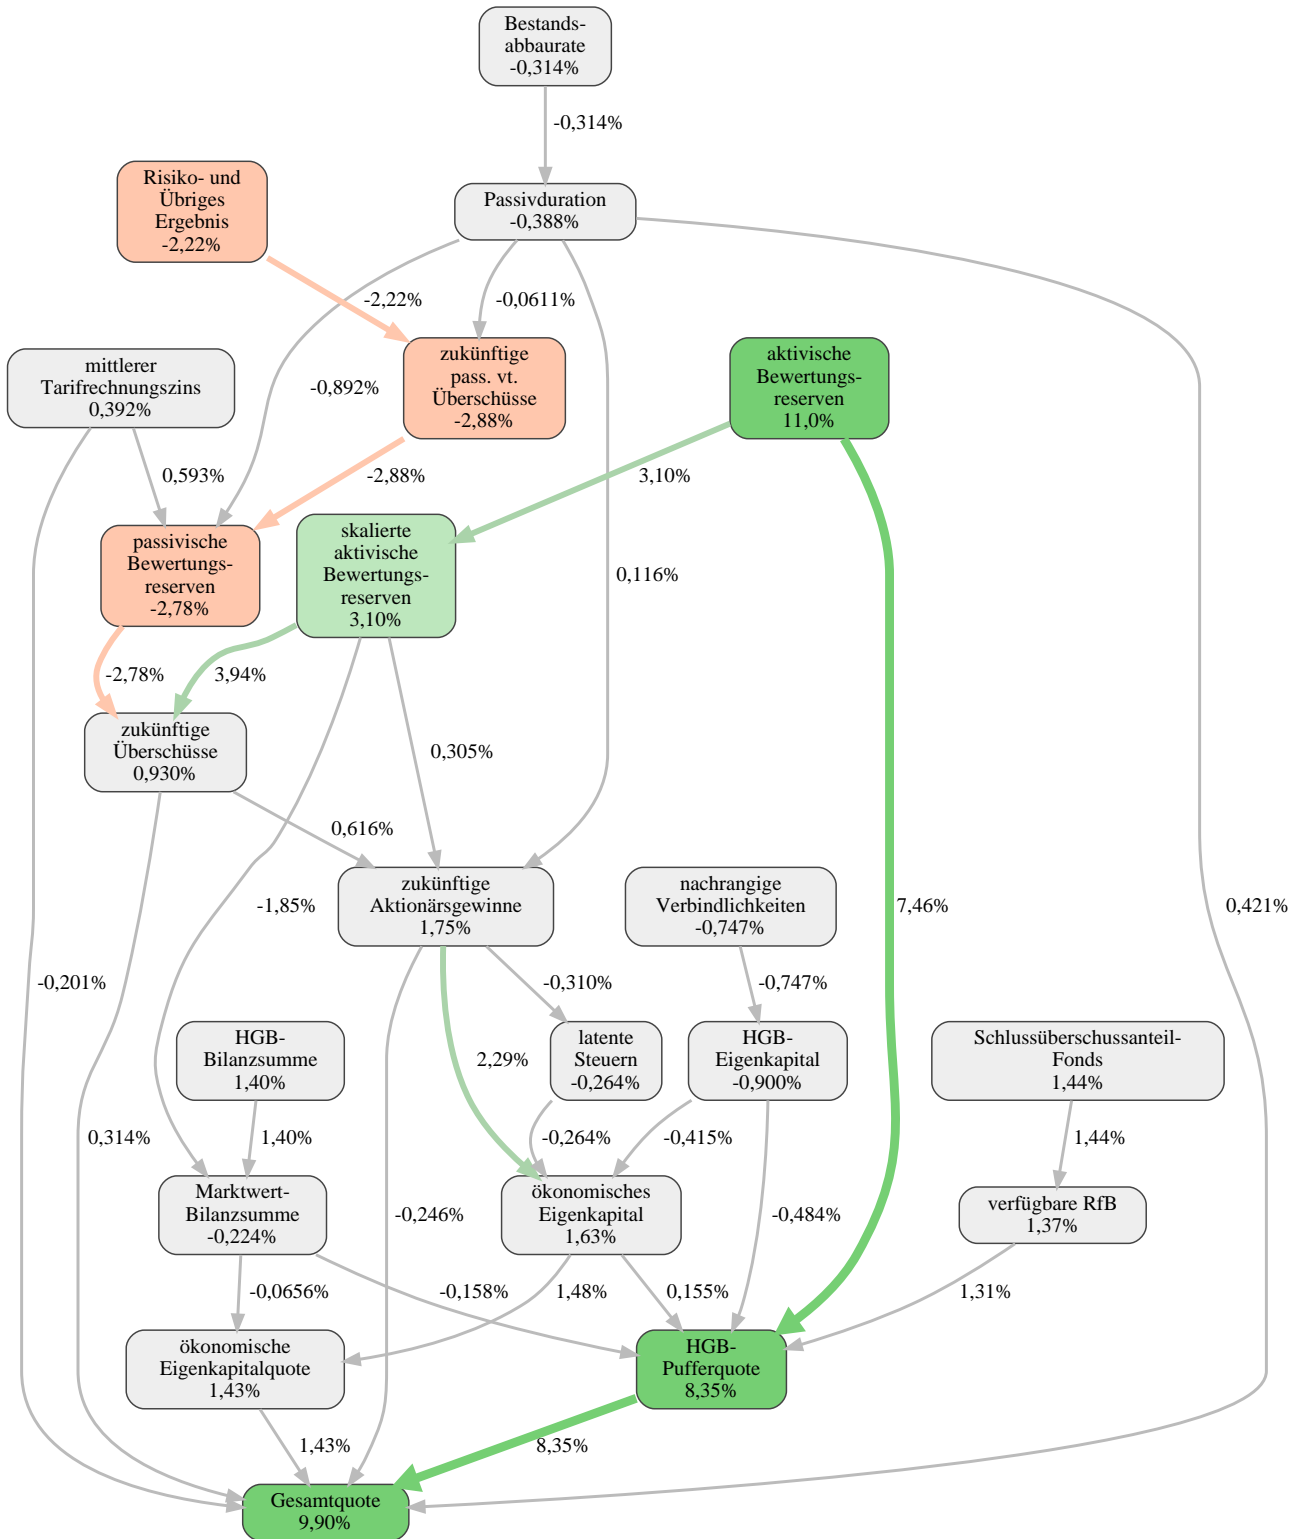 Bestands-
abbaurate
-0,314%
-0,314%
Risiko- und
Übriges
Ergebnis
-2,22%
Passivduration
-0,388%
-2,22%
-0,0611%
mittlerer
Tarifrechnungszins
0,392%
-0,892%
zukünftige
pass. vt.
Überschüsse
-2,88%
aktivische
Bewertungs-
reserven
11,0%
0,593%
-2,88%
3,10%
passivische
Bewertungs-
reserven
-2,78%
skalierte
aktivische
Bewertungs-
reserven
3,10%
0,116%
-2,78%
3,94%
zukünftige
Überschüsse
0,930%
0,305%
0,616%
-1,85%
zukünftige
Aktionärsgewinne
1,75%
nachrangige
Verbindlichkeiten
-0,747%
7,46%
0,421%
-0,201%
-0,310%
-0,747%
HGB-
Bilanzsumme
1,40%
2,29%
latente
Steuern
-0,264%
HGB-
Eigenkapital
-0,900%
Schlussüberschussanteil-
Fonds
1,44%
0,314%
1,40%
-0,264%
-0,415%
1,44%
Marktwert-
Bilanzsumme
-0,224%
-0,246%
ökonomisches
Eigenkapital
1,63%
-0,484%
verfügbare RfB
1,37%
-0,0656%
-0,158%
1,48%
0,155%
1,31%
ökonomische
Eigenkapitalquote
1,43%
HGB-
Pufferquote
8,35%
1,43%
8,35%
Gesamtquote
9,90%